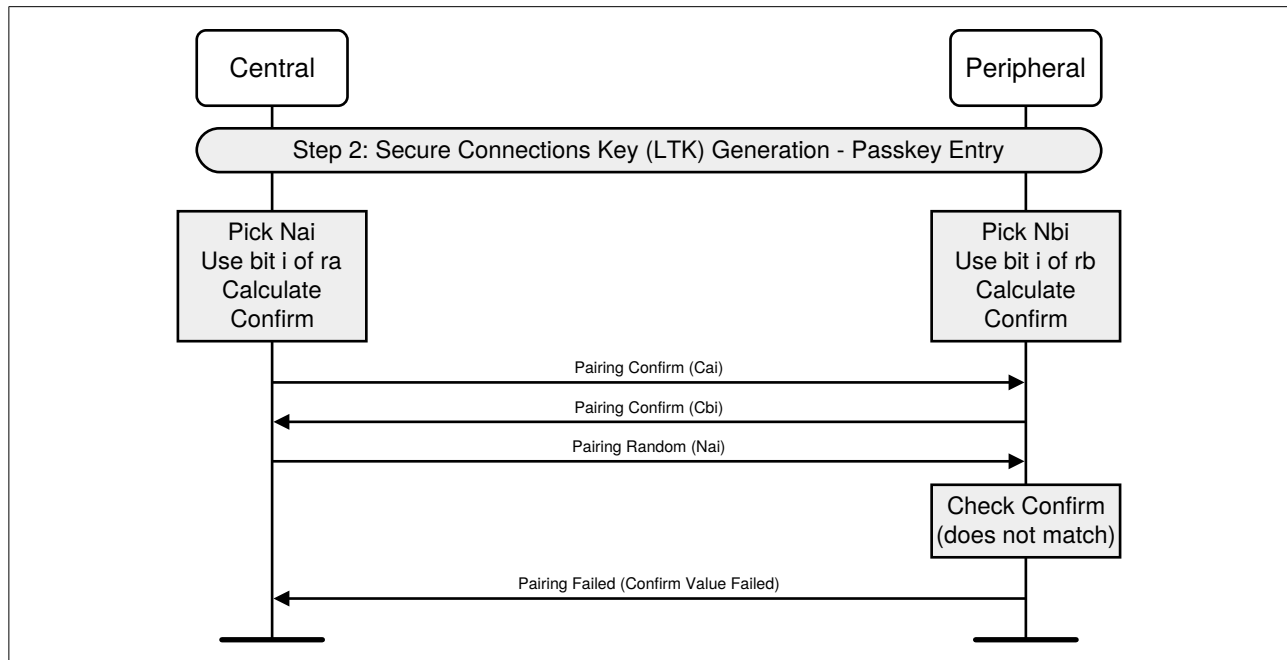 Central
Peripheral
Step 2: Secure Connections Key (LTK) Generation - Passkey Entry
Pick Nai
Use bit i of ra
Calculate
Confirm
Pick Nbi
Use bit i of rb
Calculate
Confirm
Pairing Confirm (Cai)
Pairing Confirm (Cbi)
Pairing Random (Nai)
Check Confirm
(does not match)
Pairing Failed (Confirm Value Failed)